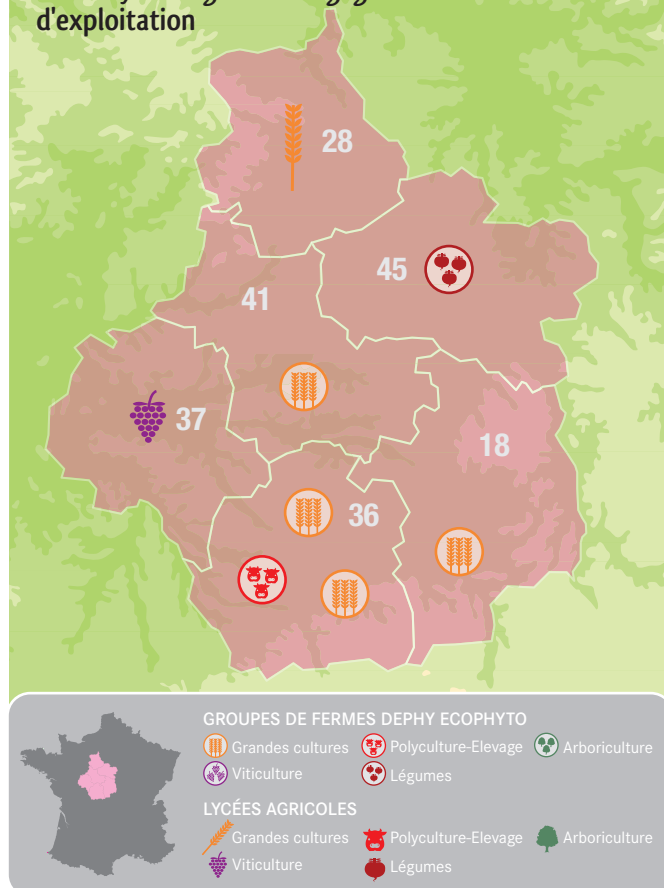 d'exploitation
28
45
41
37
18
36
GROUPES DE FERMES DEPHY ECOPHYTO
Grandes cultures Polyculture-Elevage Arboriculture
Viticulture Légumes
LYCÉES AGRICOLES
Grandes cultures Polyculture-Elevage Arboriculture
Viticulture Légumes